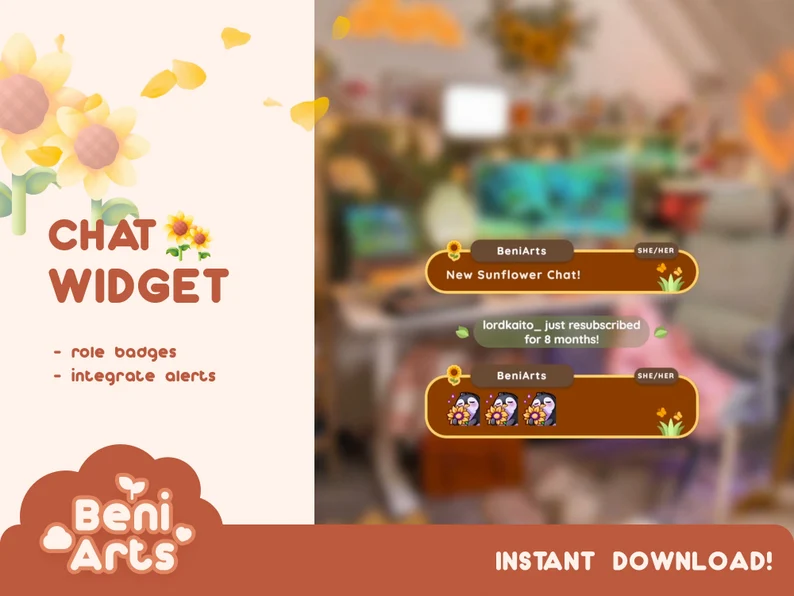 CHAT
WIDGET
- role badges
- integrate alerts
BeniArts
SHE/HER
New Sunflower Chat!
lordkaito_ just resubscribed
for 8 months!
BeniArts
SHE/HER
Beni
Arts
INSTANT DOWNLOAD!